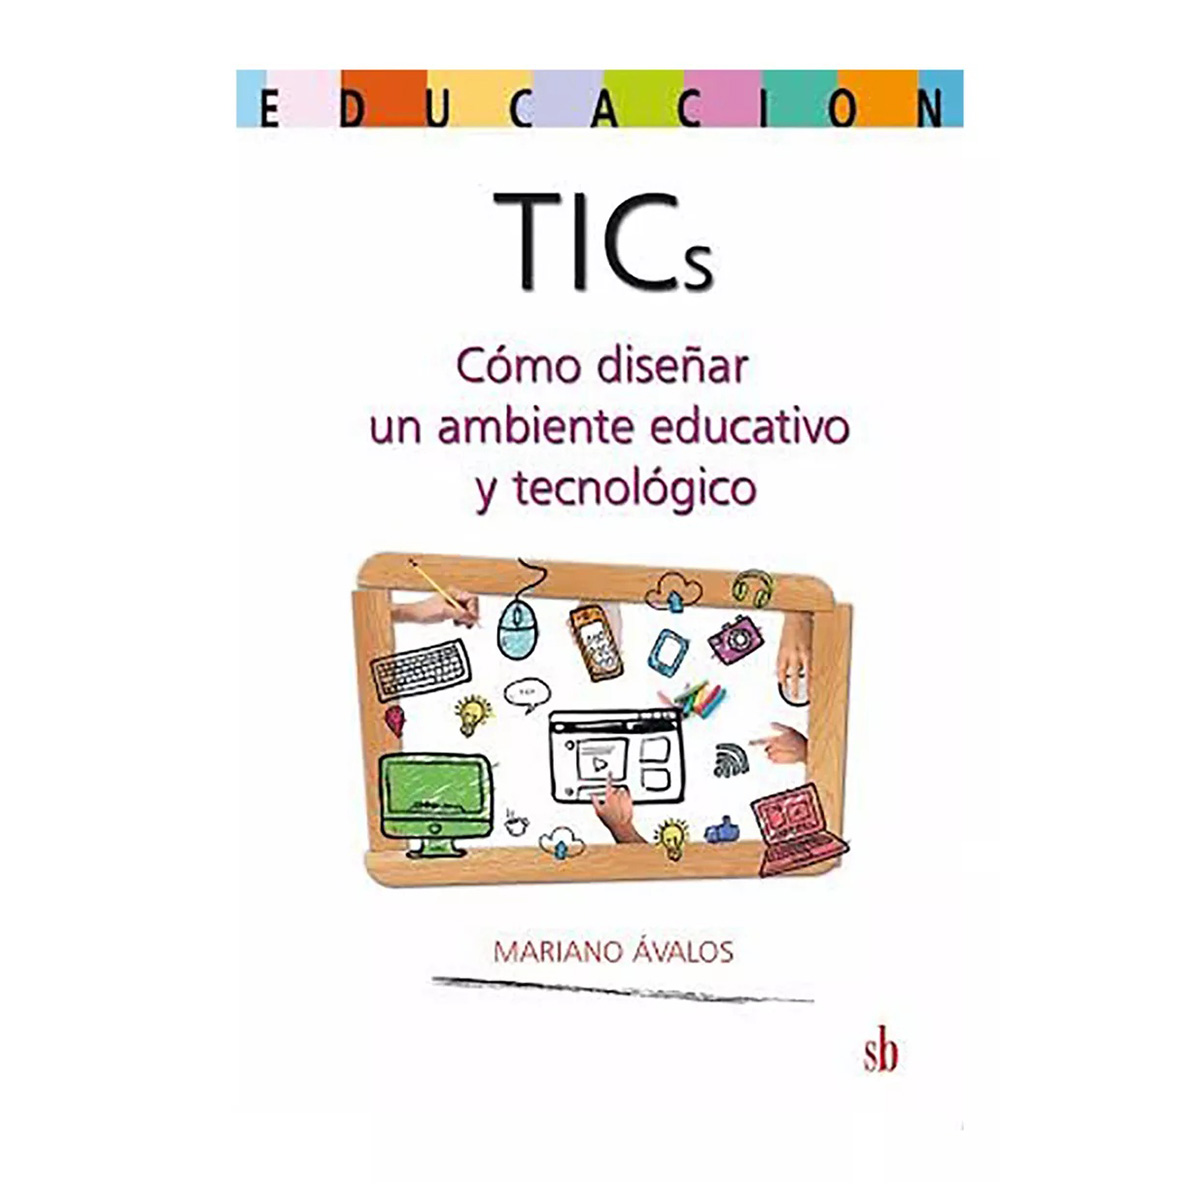 EDUCACION
TICs
Cómo diseñar
un ambiente educativo
y tecnológico
MARIANO ÁVALOS
sb